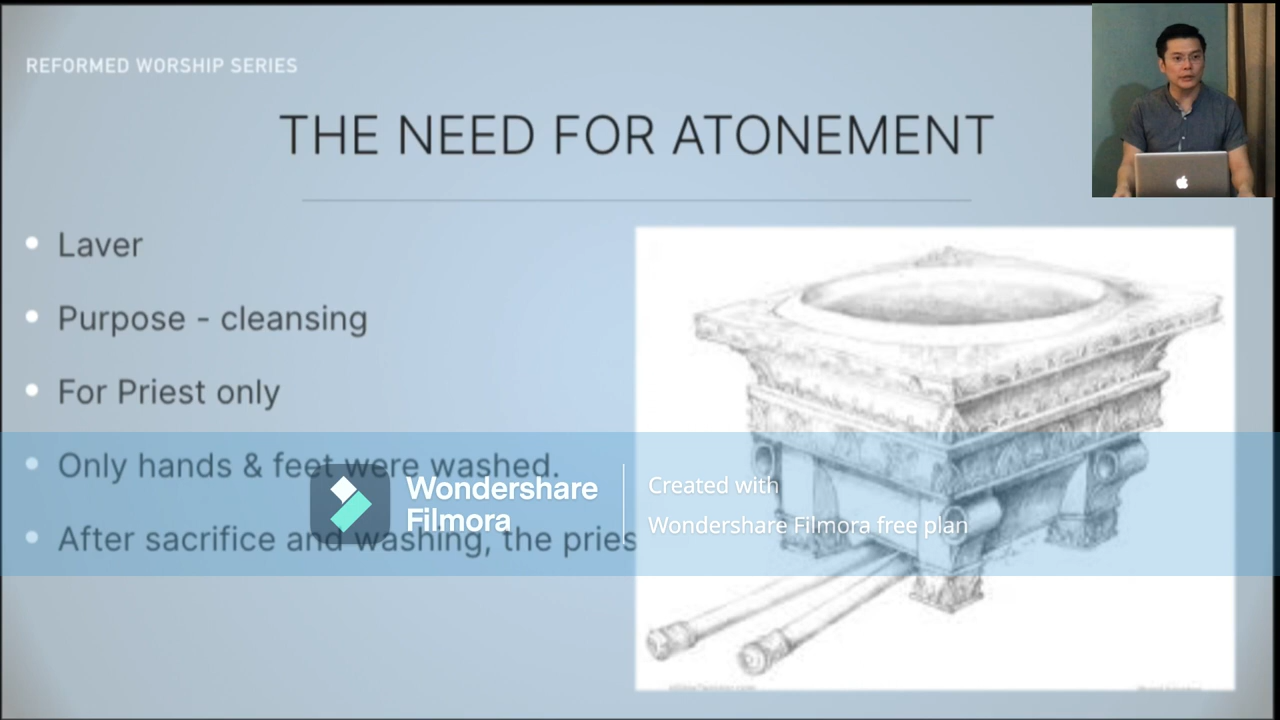 REFORMED WORSHIP SERIES
THE NEED FOR ATONEMENT
Laver
Purpose - cleansing
For Priest only
Only hands & feet were washed.
After sacrifice and washing, the pries
Wondershare
Filmora
Created with
Wondershare Filmora free plan